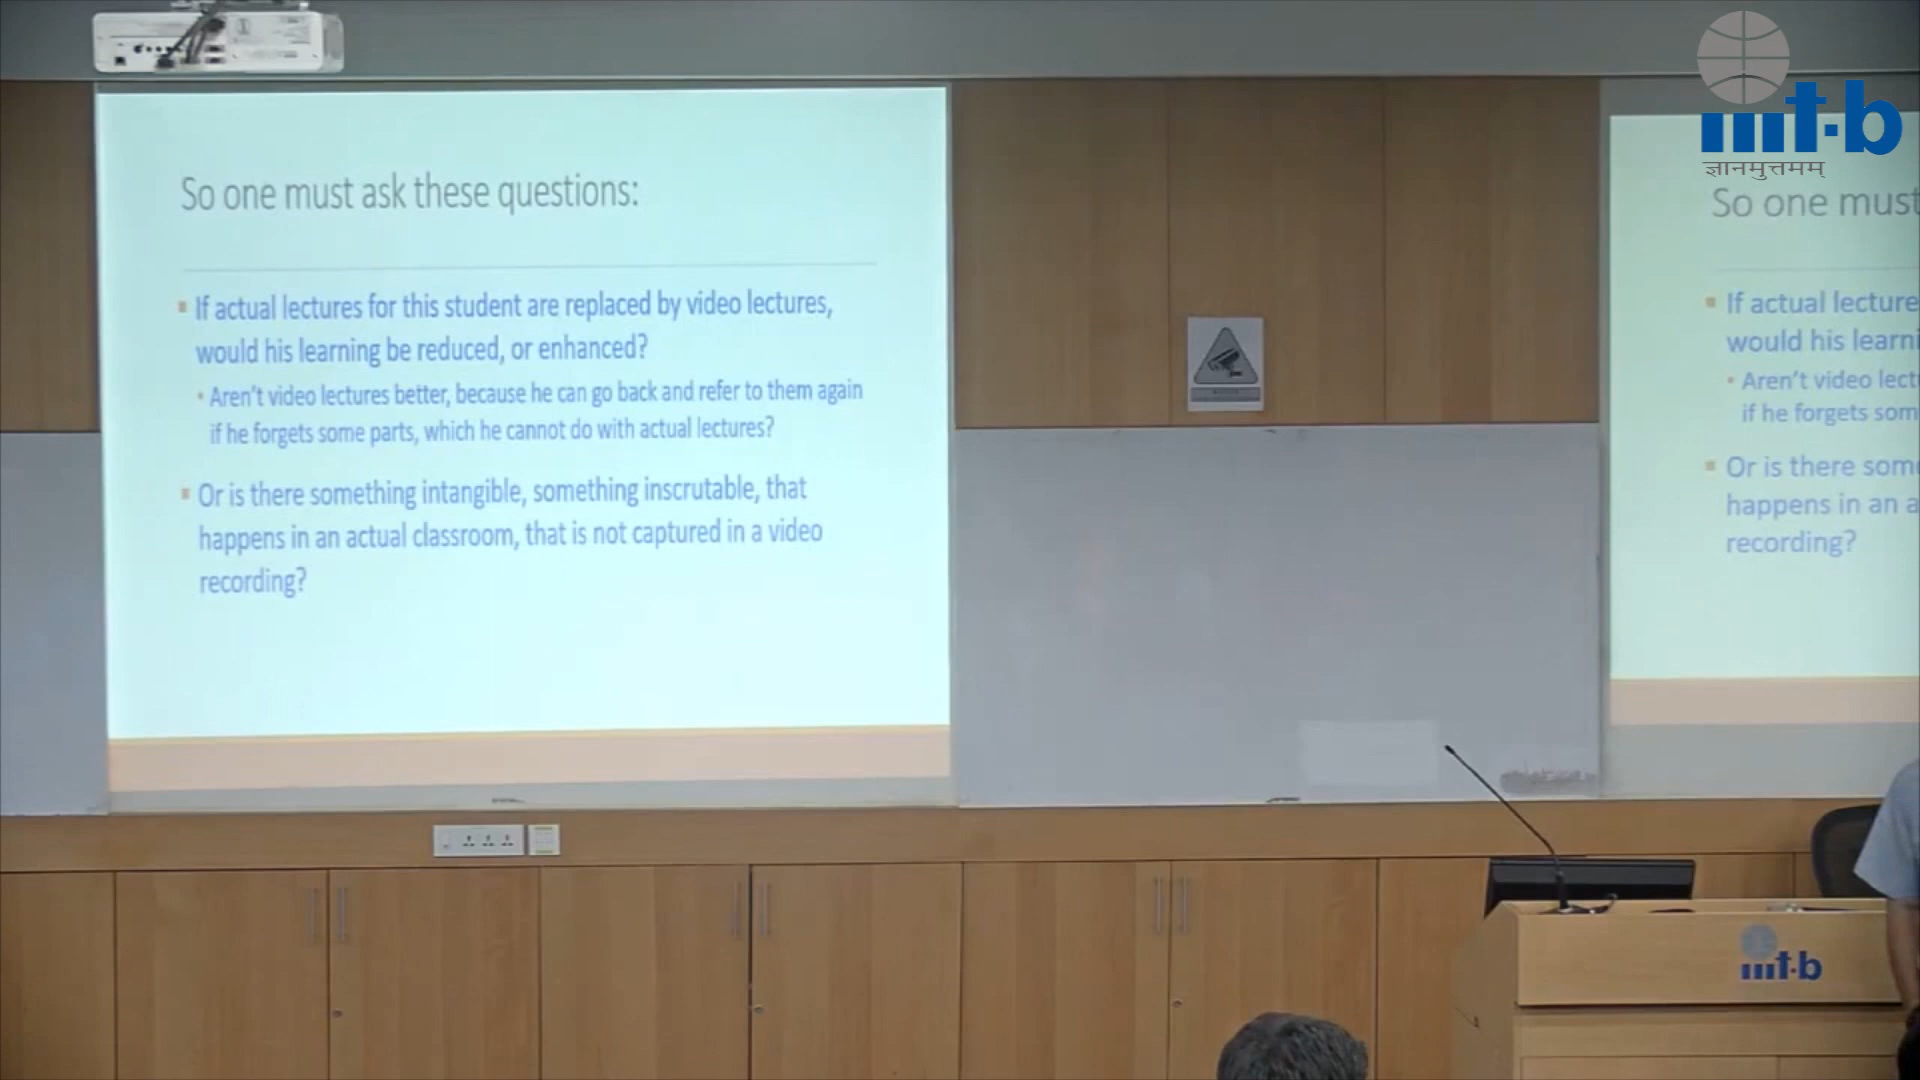 So one must ask these questions:
If actual lectures for this student are replaced by video lectures,
would his learning be reduced, or enhanced?
Aren't video lectures better, because he can go back and refer to them again
if he forgets some parts, which he cannot do with actual lectures?
Or is there something intangible, something inscrutable, that
happens in an actual classroom, that is not captured in a video
recording?
iiit-b
ज्ञानमुत्तमम्
So one must
If actual lecture
would his learni
Aren't video lect
if he forgets som
Or is there som
happens in an a
recording?
iiit-b